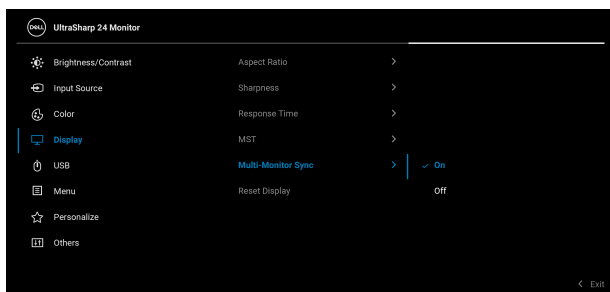 DELL UltraSharp 24 Monitor
Brightness/Contrast
Input Source
Color
Display
USB
Menu
Personalize
Others
Aspect Ratio
Sharpness
Response Time
MST
Multi-Monitor Sync
Reset Display
On
Off
Exit